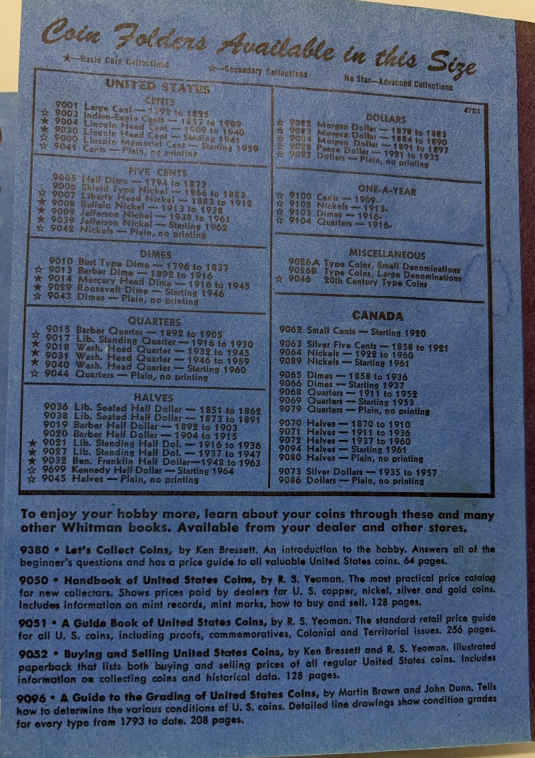 Coin Folders Available in this Size
★—Basic Coin Collections ☆—Secondary Collections No Star—Advanced Collections
UNITED STATES
CENTS
9001 Large Cent — 1793 to 1825
☆ 9003 Indian-Eagle Cent — 1857 to 1909
★ 9004 Lincoln Head Cent — 1909 to 1940
★ 9030 Lincoln Head Cent — Starting 1941
☆ 9000 Lincoln Memorial Cent — Starting 1959
☆ 9041 Cents — Plain, no printing
FIVE CENTS
9005 Half Dime — 1794 to 1873
9006 Shield Type Nickel — 1866 to 1883
☆ 9007 Liberty Head Nickel — 1883 to 1912
★ 9008 Buffalo Nickel — 1913 to 1938
★ 9009 Jefferson Nickel — 1938 to 1961
★ 9039 Jefferson Nickel — Starting 1962
☆ 9042 Nickels — Plain, no printing
DIMES
9010 Bust Type Dime — 1796 to 1837
☆ 9013 Barber Dime — 1892 to 1916
★ 9014 Mercury Head Dime — 1916 to 1945
★ 9029 Roosevelt Dime — Starting 1946
☆ 9043 Dimes — Plain, no printing
QUARTERS
☆ 9015 Barber Quarter — 1892 to 1905
★ 9017 Lib. Standing Quarter — 1916 to 1930
★ 9018 Wash. Head Quarter — 1932 to 1945
★ 9031 Wash. Head Quarter — 1946 to 1959
★ 9040 Wash. Head Quarter — Starting 1960
☆ 9044 Quarters — Plain, no printing
HALVES
9036 Lib. Seated Half Dollar — 1851 to 1862
9038 Lib. Seated Half Dollar — 1873 to 1891
9019 Barber Half Dollar — 1892 to 1903
9020 Barber Half Dollar — 1904 to 1915
★ 9021 Lib. Standing Half Dol. — 1916 to 1936
★ 9027 Lib. Standing Half Dol. — 1937 to 1947
★ 9032 Ben. Franklin Half Dollar—1948 to 1963
☆ 9699 Kennedy Half Dollar — Starting 1964
☆ 9045 Halves — Plain, no printing
DOLLARS
Morgan Dollar — 1878 to 1883
Morgan Dollar — 1884 to 1890
Morgan Dollar — 1891 to 1897
Peace Dollar — 1921 to 1935
Dollars — Plain, no printing
ONE-A-YEAR
☆ 9100 Cents — 1909-
☆ 9102 Nickels — 1913-
☆ 9103 Dimes — 1916-
☆ 9104 Quarters — 1916-
MISCELLANEOUS
9026A Type Coins, Small Denominations
9026B Type Coins, Large Denominations
☆ 9046 20th Century Type Coins
CANADA
9062 Small Cents — Starting 1920
9063 Silver Five Cents — 1858 to 1921
9064 Nickels — 1922 to 1960
9089 Nickels — Starting 1961
9065 Dimes — 1858 to 1936
9066 Dimes — Starting 1937
9068 Quarters — 1911 to 1952
9069 Quarters — Starting 1953
9079 Quarters — Plain, no printing
9070 Halves — 1870 to 1910
9071 Halves — 1911 to 1936
9072 Halves — 1937 to 1960
9094 Halves — Starting 1961
9080 Halves — Plain, no printing
9073 Silver Dollars — 1935 to 1957
9086 Dollars — Plain, no printing
To enjoy your hobby more, learn about your coins through these and many
other Whitman books. Available from your dealer and other stores.
9380 • Let's Collect Coins, by Ken Bressett. An introduction to the hobby. Answers all of the
beginner's questions and has a price guide to all valuable United States coins. 64 pages.
9050 • Handbook of United States Coins, by R. S. Yeoman. The most practical price catalog
for new collectors. Shows prices paid by dealers for U. S. copper, nickel, silver and gold coins.
Includes information on mint records, mint marks, how to buy and sell. 128 pages.
9051 • A Guide Book of United States Coins, by R. S. Yeoman. The standard retail price guide
for all U. S. coins, including proofs, commemoratives, Colonial and Territorial issues. 256 pages.
9052 • Buying and Selling United States Coins, by Ken Bressett and R. S. Yeoman. Illustrated
paperback that lists both buying and selling prices of all regular United States coins. Includes
information on collecting coins and historical data. 128 pages.
9096 • A Guide to the Grading of United States Coins, by Martin Brown and John Dunn. Tells
how to determine the various conditions of U. S. coins. Detailed line drawings show condition grades
for every type from 1793 to date. 208 pages.